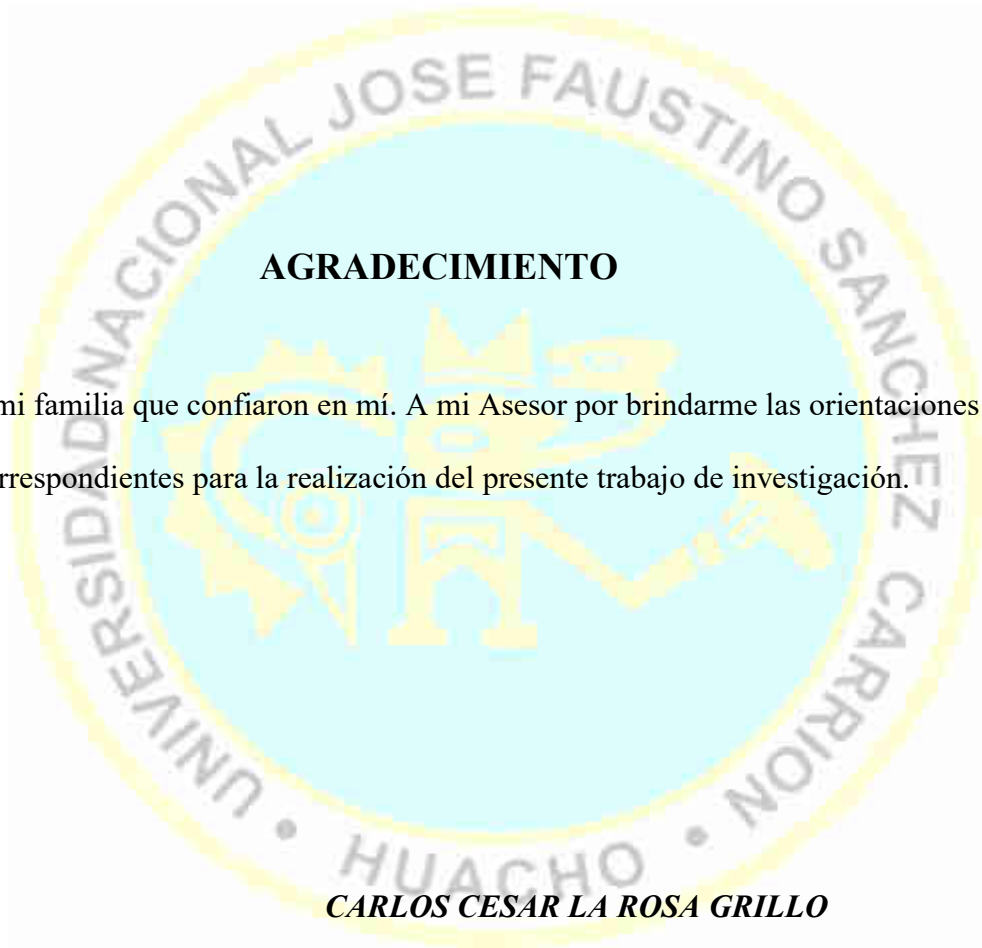 UNIVERSIDAD NACIONAL JOSE FAUSTINO SANCHEZ CARRION
AGRADECIMIENTO
mi familia que confiaron en mí. A mi Asesor por brindarme las orientaciones
rrespondientes para la realización del presente trabajo de investigación.
• HUACHO •
CARLOS CESAR LA ROSA GRILLO